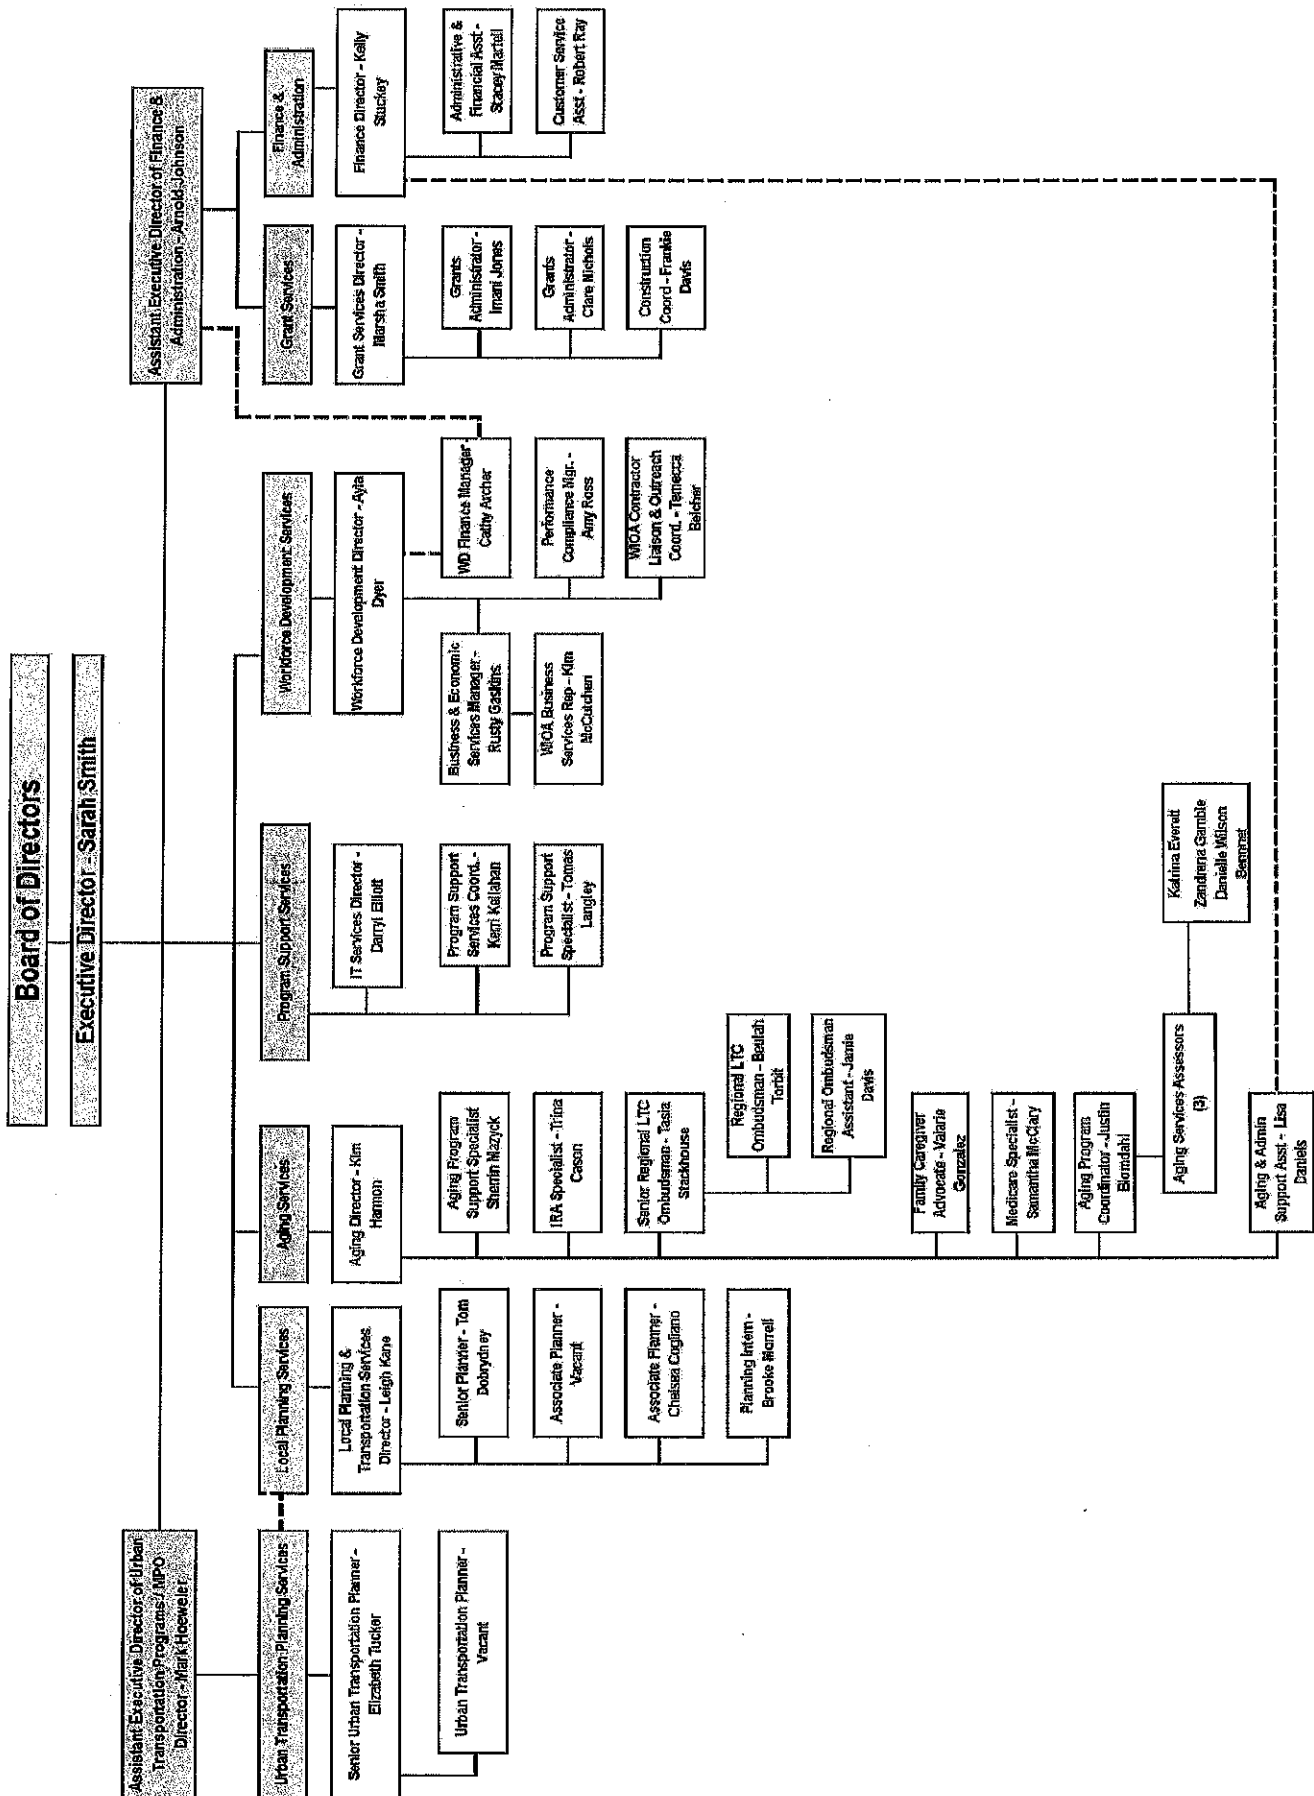 Board of Directors
Executive Director - Sarah Smith
Assistant Executive Director of Urban
Transportation Programs / MPO
Director - Mark Hoeweler
Assistant Executive Director of Finance &
Administration - Arnold Johnson
Urban Transportation Planning Services
Local Planning Services
Aging Services
Program Support Services
Workforce Development Services
Grant Services
Finance &
Administration
Senior Urban Transportation Planner -
Elizabeth Tucker
Urban Transportation Planner -
Vacant
Local Planning &
Transportation Services
Director - Leigh Kane
Senior Planner - Tom
Dobrydney
Associate Planner -
Vacant
Associate Planner -
Chelsea Cogliano
Planning Intern -
Brooke Morrell
Aging Director - Kim
Harmon
Aging Program
Support Specialist
Sherrin Mazyck
IRA Specialist - Trina
Cason
Senior Regional LTC
Ombudsman - Tasia
Stackhouse
Regional LTC
Ombudsman - Beulah
Torbit
Regional Ombudsman
Assistant - Jamie
Davis
Family Caregiver
Advocate - Valarie
Gonzalez
Medicare Specialist -
Samantha McClary
Aging Program
Coordinator - Justin
Blomdahl
Aging Services Assessors
(3)
Katrina Everett
Zandreria Gamble
Danielle Wilson
Bennnet
Aging & Admin
Support Asst - Lisa
Daniels
IT Services Director -
Darryl Elliott
Program Support
Services Coord. -
Kerri Kellahan
Program Support
Specialist - Tomas
Langley
Workforce Development Director - Ayla
Dyer
Business & Economic
Services Manager -
Rusty Gaskins
WIOA Business
Services Rep - Kim
McCutchen
WD Finance Manager -
Cathy Archer
Performance
Compliance Mgr. -
Amy Ross
WIOA Contractor
Liaison & Outreach
Coord. - Temecca
Belcher
Grant Services Director -
Marsha Smith
Grants
Administrator -
Imani Jones
Grants
Administrator -
Clare Nichols
Construction
Coord - Frankie
Davis
Finance Director - Kelly
Stuckey
Administrative &
Financial Asst -
Stacey Martell
Customer Service
Asst - Robert Ray